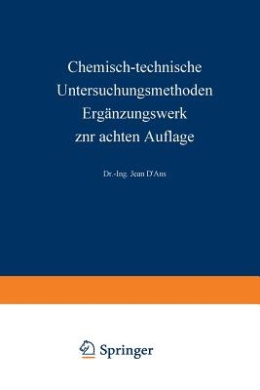 Chemisch-technische
Untersuchungsmethoden
Ergänzungswerk
znr achten Auflage
Dr.-Ing. Jean D'Ans
Springer